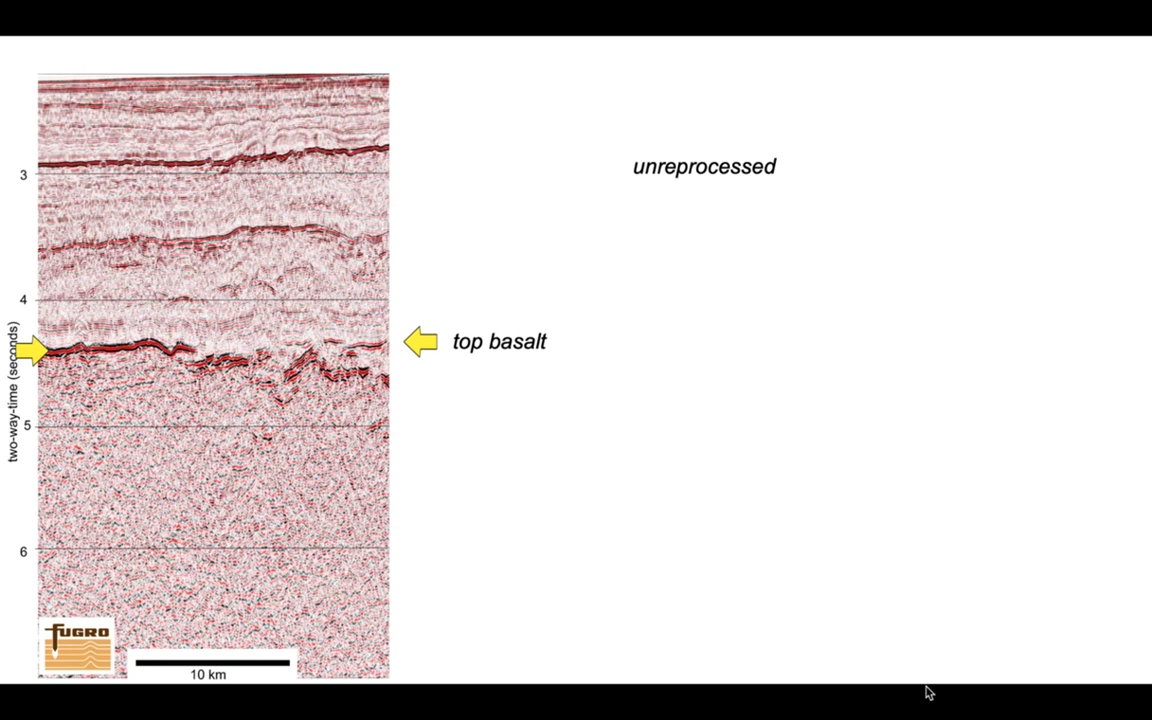 unreprocessed
3
4
top basalt
two-way-time (seconds)
5
6
fUGRO
10 km